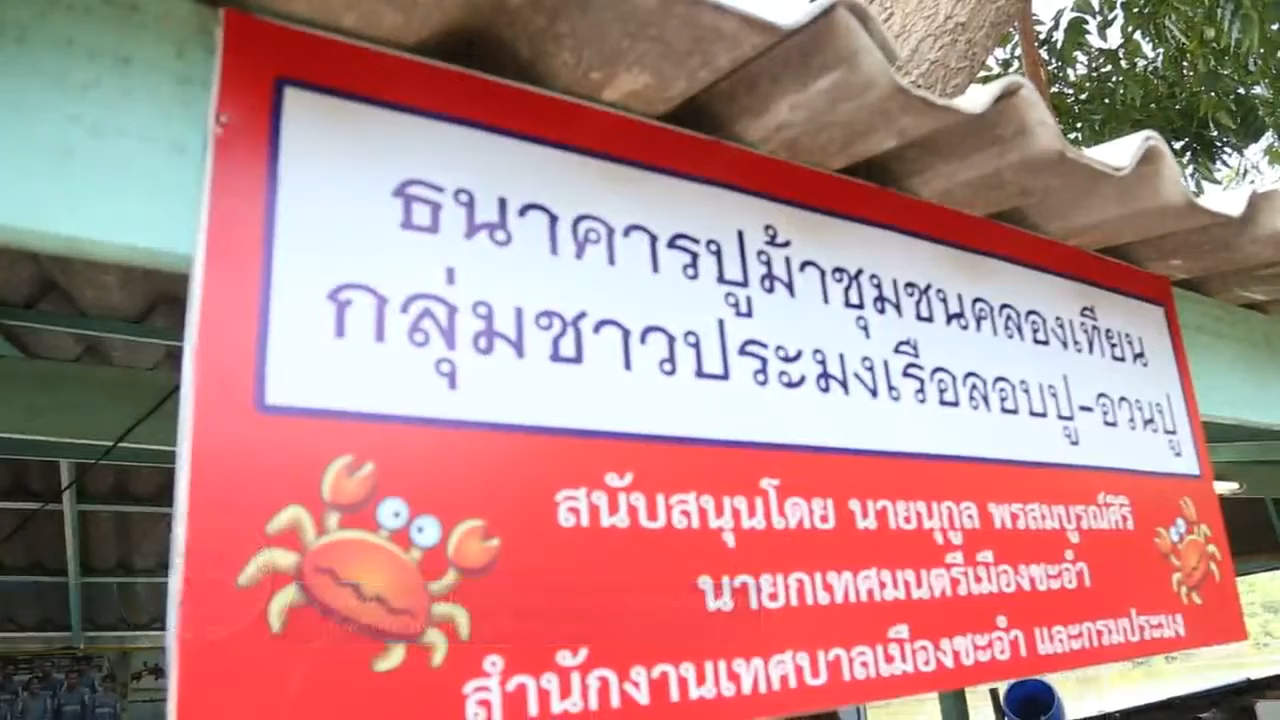 ธนาคารปูม้าชุมชนคลองเทียน
กลุ่มชาวประมงเรือลอบปู-อวนปู
สนับสนุนโดย นายนุกูล พรสมบูรณ์ศิริ
นายกเทศมนตรีเมืองชะอำ
สำนักงานเทศบาลเมืองชะอำ และกรมประมง